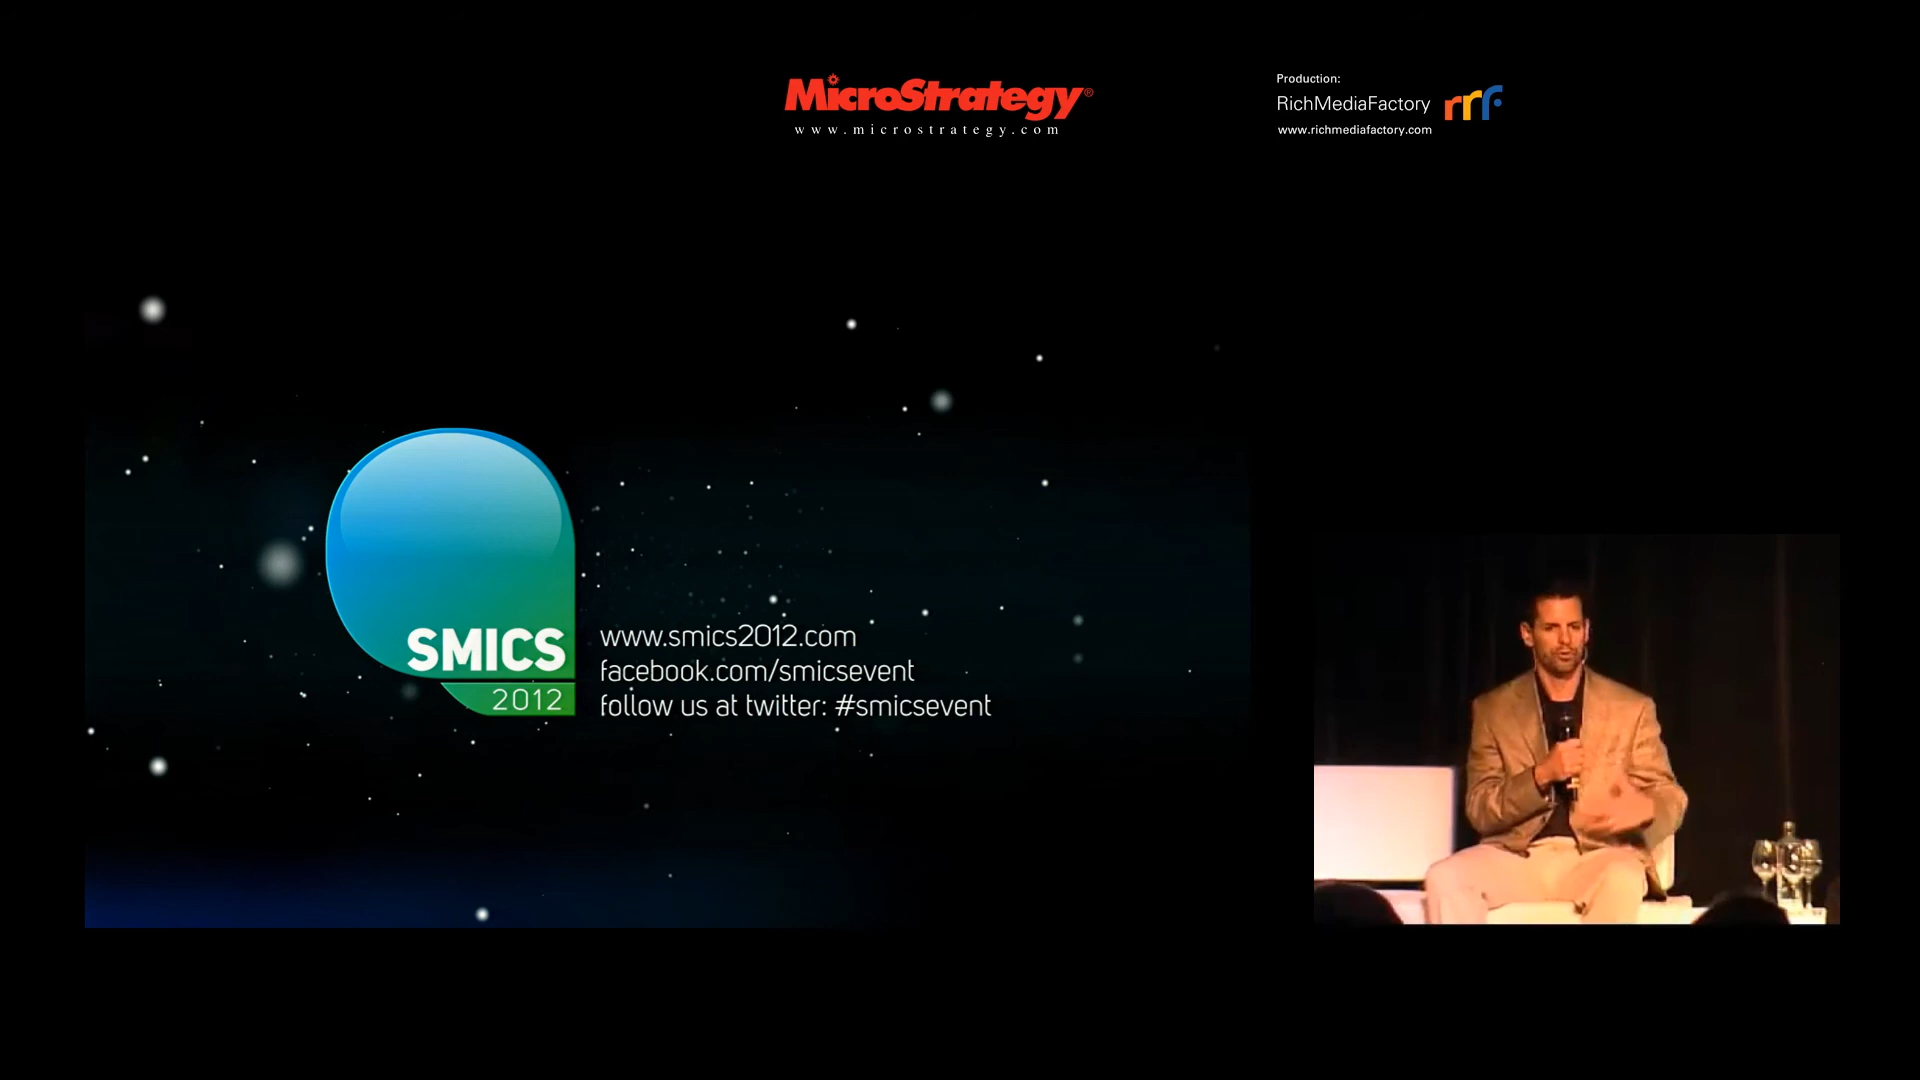 MicroStrategy®
www.microstrategy.com
Production:
RichMediaFactory rrf
www.richmediafactory.com
SMICS
2012
www.smics2012.com
facebook.com/smicsevent
follow us at twitter: #smicsevent